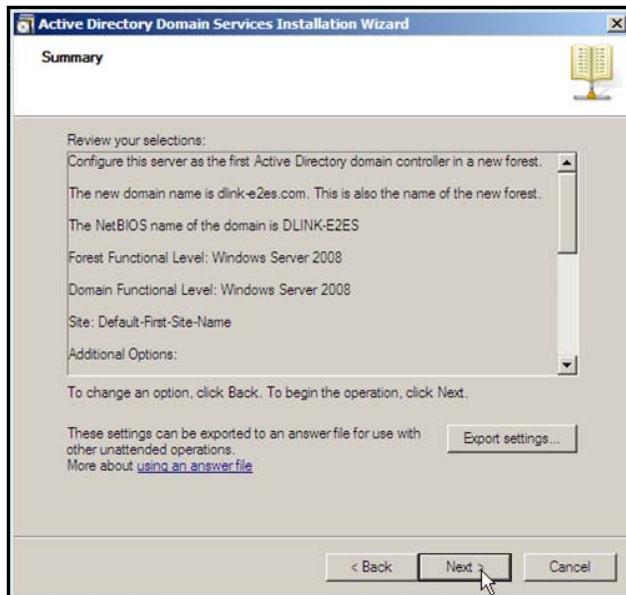 Active Directory Domain Services Installation Wizard
Summary
Review your selections:
Configure this server as the first Active Directory domain controller in a new forest.
The new domain name is dlink-e2es.com. This is also the name of the new forest.
The NetBIOS name of the domain is DLINK-E2ES
Forest Functional Level: Windows Server 2008
Domain Functional Level: Windows Server 2008
Site: Default-First-Site-Name
Additional Options:
To change an option, click Back. To begin the operation, click Next.
These settings can be exported to an answer file for use with
other unattended operations.
More about using an answer file
Export settings...
< Back
Next >
Cancel